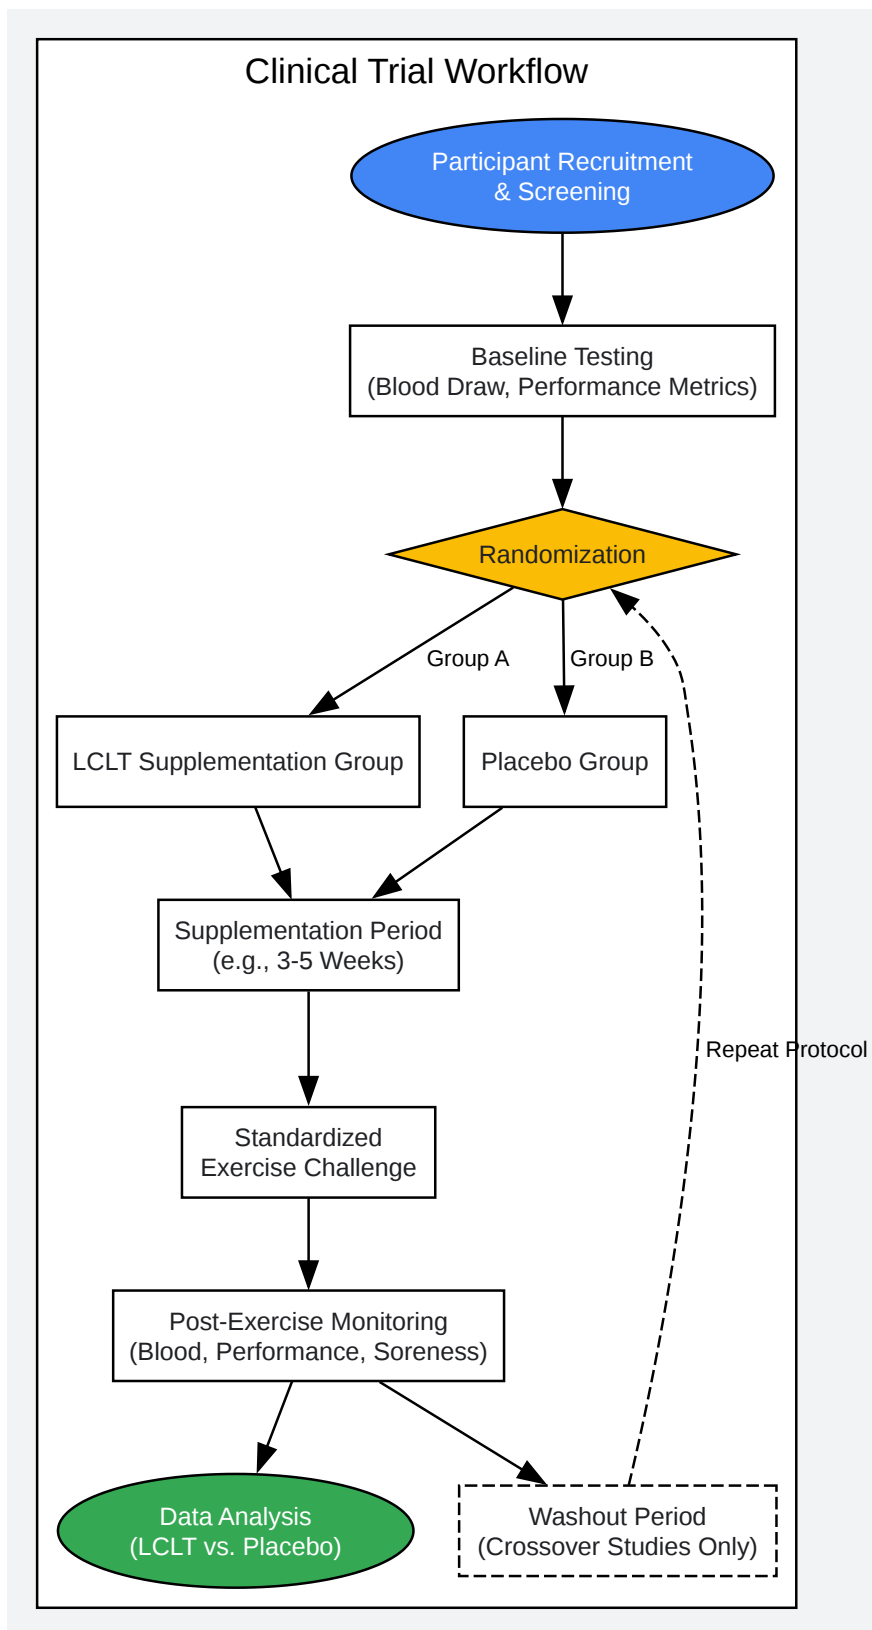 Clinical Trial Workflow
Participant Recruitment
& Screening
Baseline Testing
(Blood Draw, Performance Metrics)
Randomization
Group A
Group B
LCLT Supplementation Group
Placebo Group
Supplementation Period
(e.g., 3-5 Weeks)
Repeat Protocol
Standardized
Exercise Challenge
Post-Exercise Monitoring
(Blood, Performance, Soreness)
Data Analysis
(LCLT vs. Placebo)
Washout Period
(Crossover Studies Only)